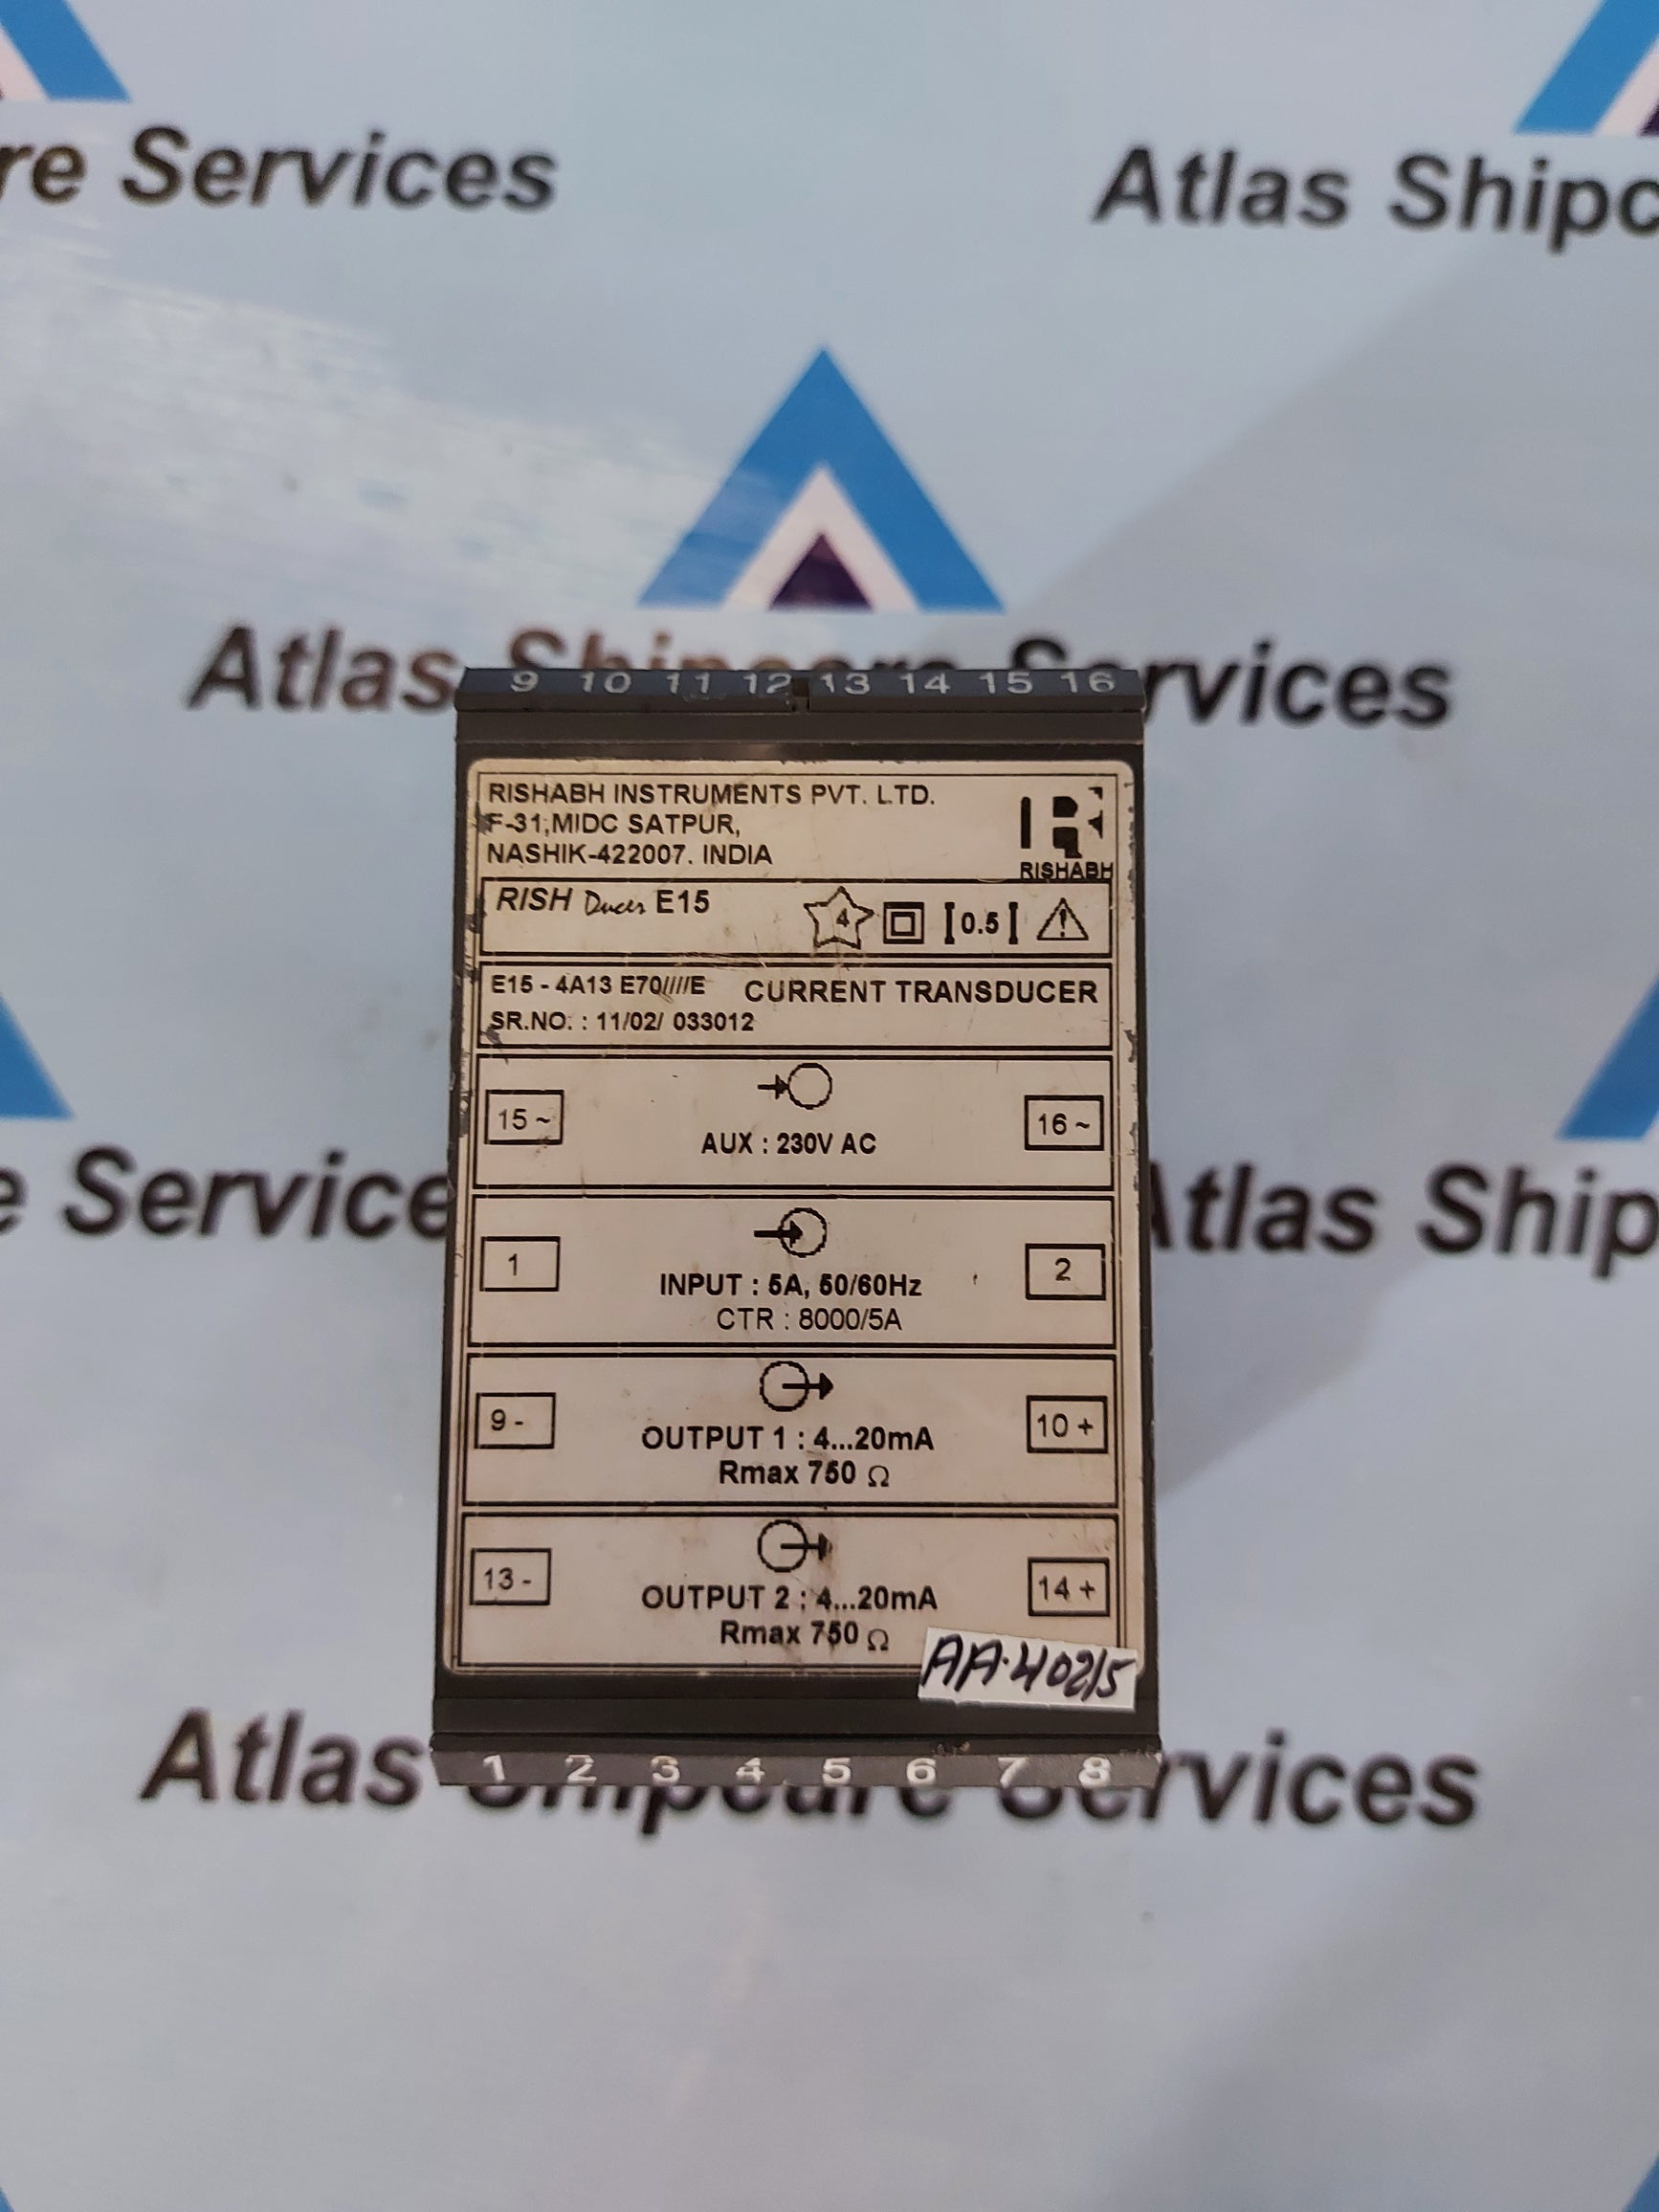 re Services
Atlas Shipc
Atlas Shipcare Services
9 10 11 12 13 14 15 16
RISHABH INSTRUMENTS PVT. LTD.
F-31,MIDC SATPUR,
NASHIK-422007. INDIA
RISHABH
RISH Ducer E15
4
0.5
E15 - 4A13 E70////E CURRENT TRANSDUCER
SR.NO. : 11/02/ 033012
15 ~
16 ~
AUX : 230V AC
e Service
Atlas Ship
1
2
INPUT : 5A, 50/60Hz
CTR : 8000/5A
9 -
10 +
OUTPUT 1 : 4...20mA
Rmax 750 Ω
13 -
14 +
OUTPUT 2 : 4...20mA
Rmax 750 Ω
AA-40215
1 2 3 4 5 6 7 8
Atlas Shipcare Services